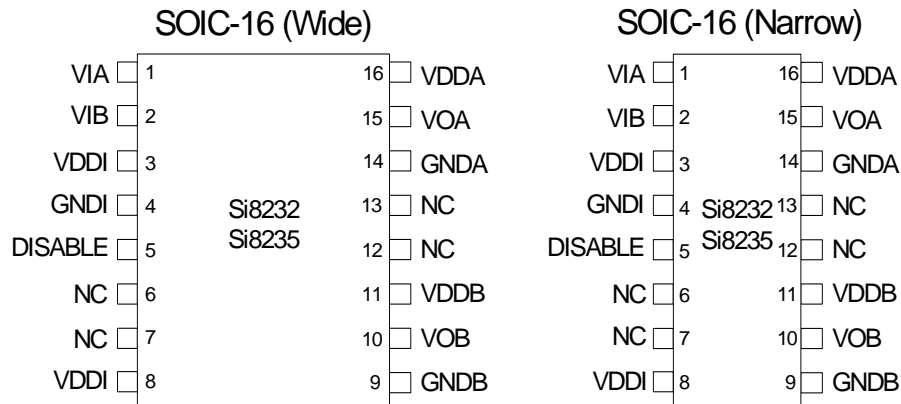 SOIC-16 (Wide)
VIA 1 16 VDDA
VIB 2 15 VOA
VDDI 3 14 GNDA
GNDI 4 Si8232 13 NC
Si8235
DISABLE 5 12 NC
NC 6 11 VDDB
NC 7 10 VOB
VDDI 8 9 GNDB
SOIC-16 (Narrow)
VIA 1 16 VDDA
VIB 2 15 VOA
VDDI 3 14 GNDA
GNDI 4 Si8232 13 NC
DISABLE 5 Si8235 12 NC
NC 6 11 VDDB
NC 7 10 VOB
VDDI 8 9 GNDB